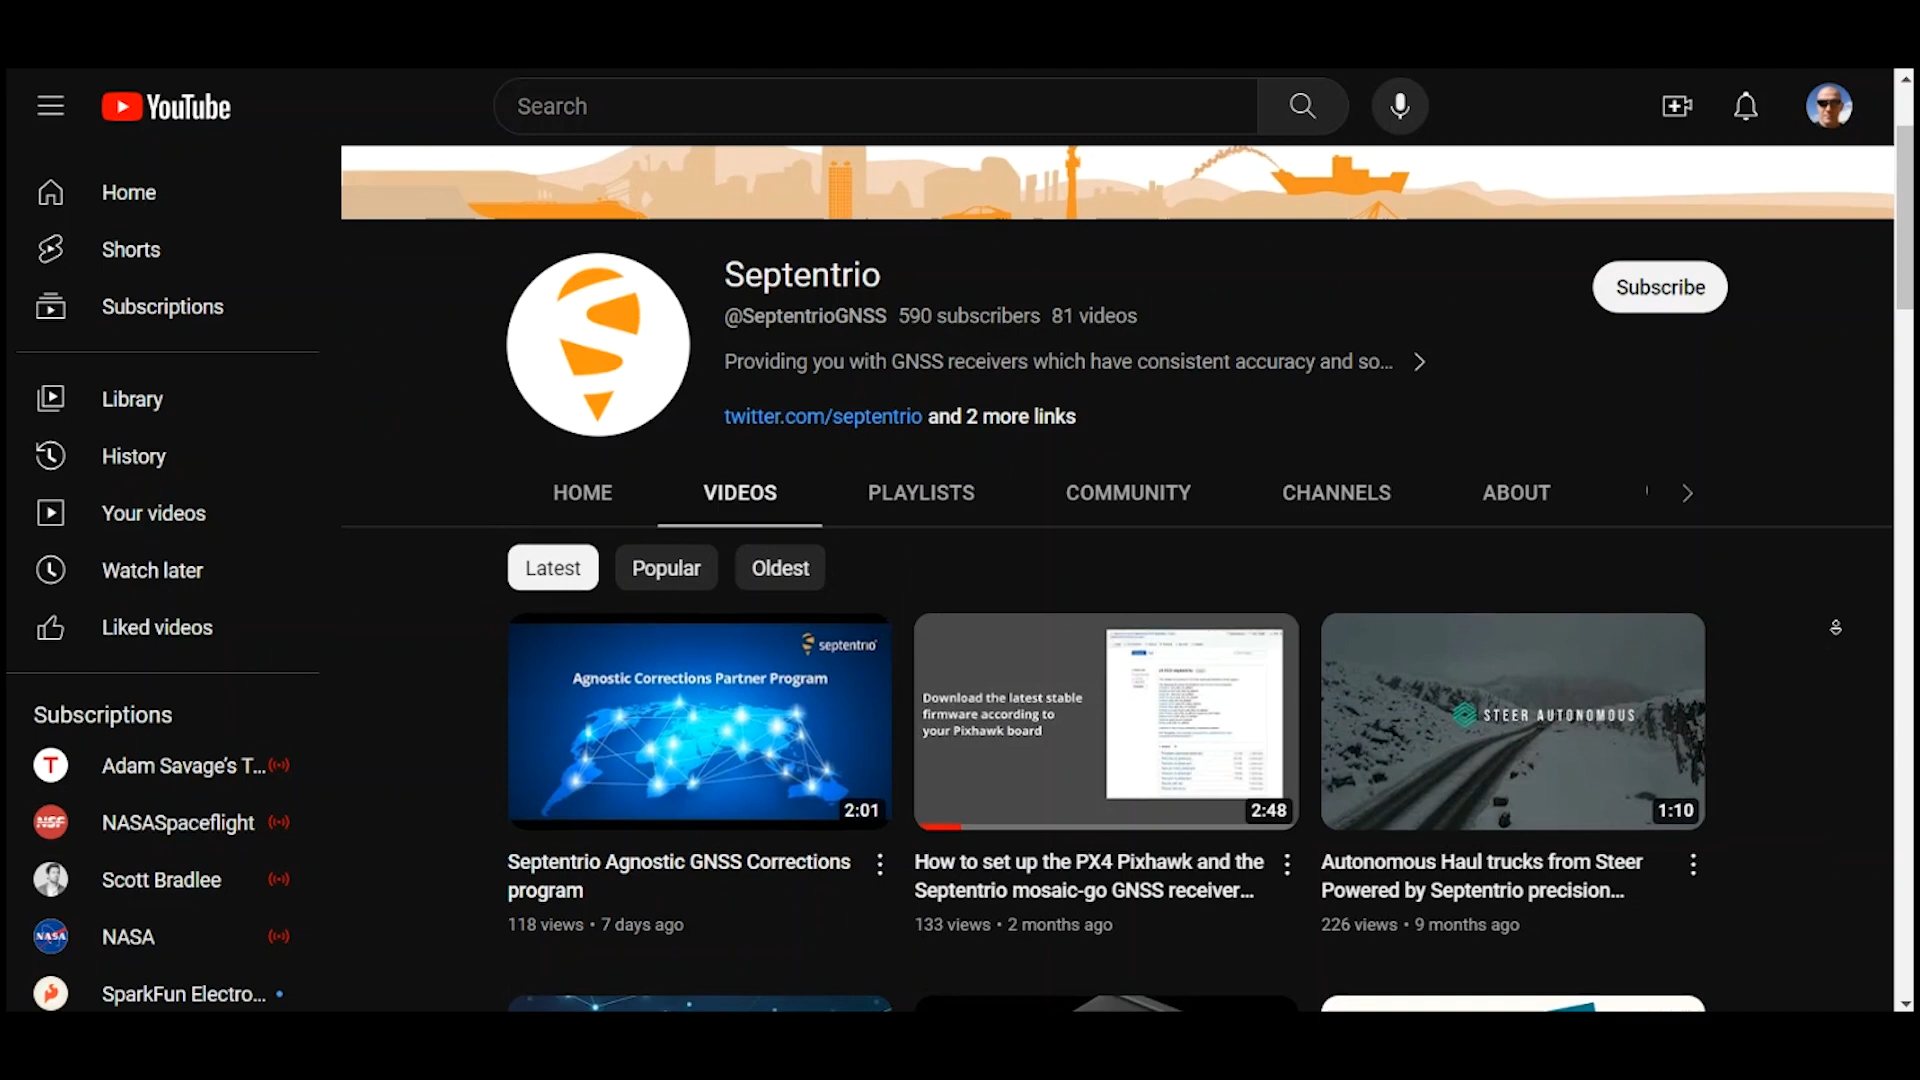 YouTube
Search
Home
Shorts
Subscriptions
Library
History
Your videos
Watch later
Liked videos
Subscriptions
T
Adam Savage's T...
NSF
NASASpaceflight
Scott Bradlee
NASA
NASA
SparkFun Electro...
Septentrio
@SeptentrioGNSS 590 subscribers 81 videos
Providing you with GNSS receivers which have consistent accuracy and so...
twitter.com/septentrio and 2 more links
Subscribe
HOME VIDEOS PLAYLISTS COMMUNITY CHANNELS ABOUT
Latest Popular Oldest
septentrio
Agnostic Corrections Partner Program
2:01
Septentrio Agnostic GNSS Corrections
program
118 views • 7 days ago
Download the latest stable
firmware according to
your Pixhawk board
2:48
How to set up the PX4 Pixhawk and the
Septentrio mosaic-go GNSS receiver...
133 views • 2 months ago
STEER AUTONOMOUS
1:10
Autonomous Haul trucks from Steer
Powered by Septentrio precision...
226 views • 9 months ago